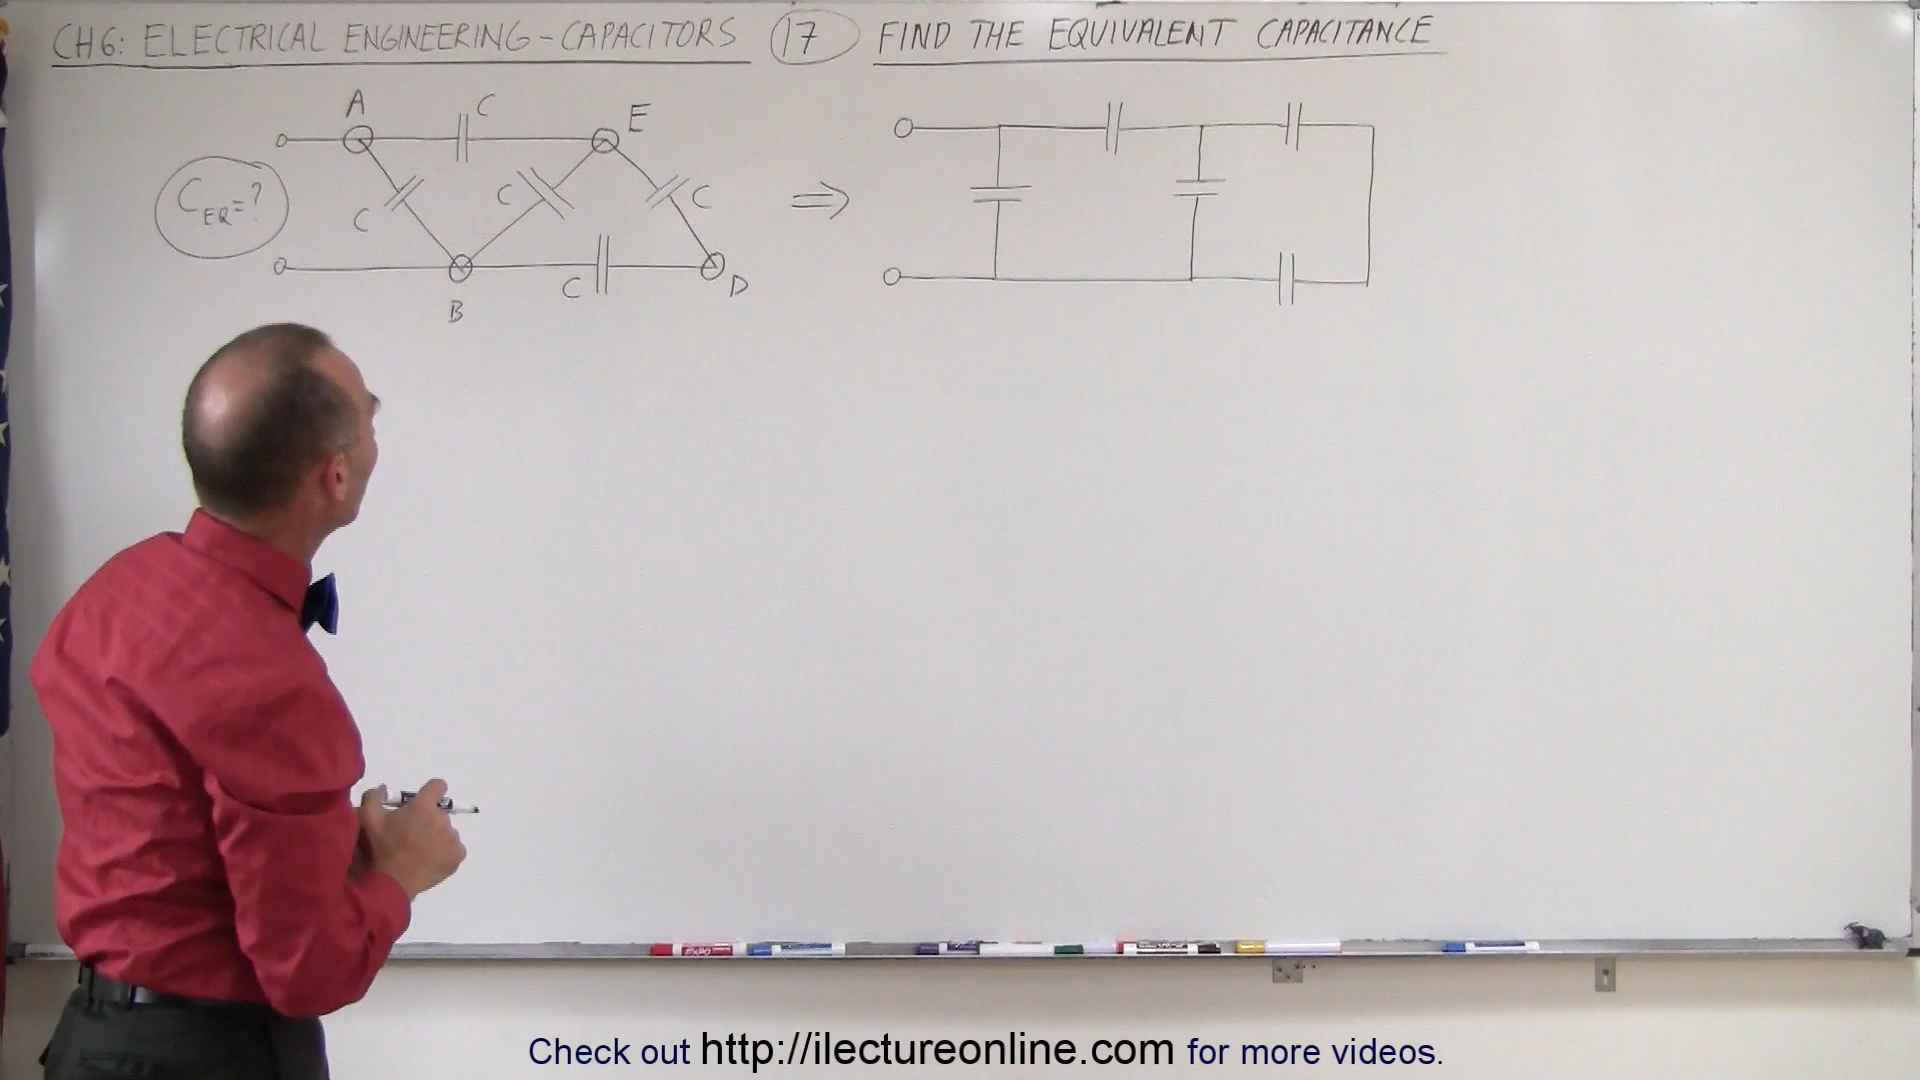 CH6: ELECTRICAL ENGINEERING - CAPACITORS 17 FIND THE EQUIVALENT CAPACITANCE
A C E
C_EQ = ?
C C C
C D
B
Check out http://ilectureonline.com for more videos.